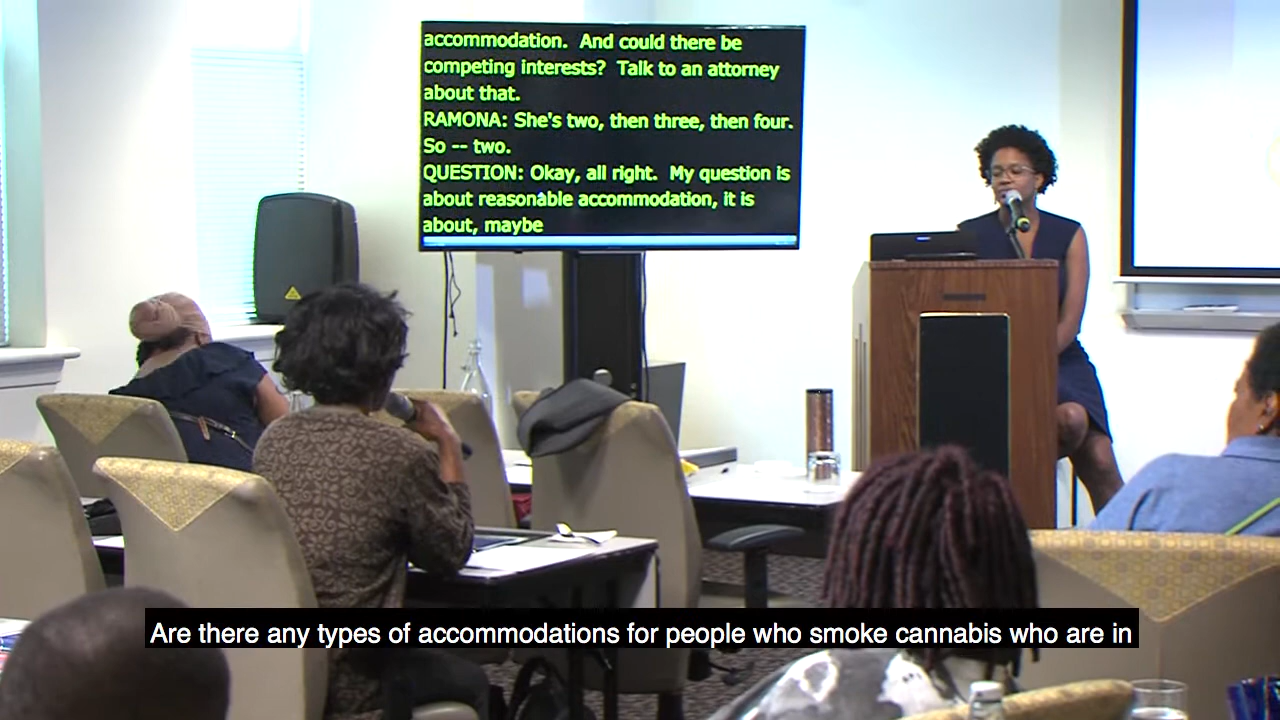 accommodation.  And could there be
competing interests?  Talk to an attorney
about that.
RAMONA: She's two, then three, then four.
So -- two.
QUESTION: Okay, all right.  My question is
about reasonable accommodation, it is
about, maybe
Are there any types of accommodations for people who smoke cannabis who are in